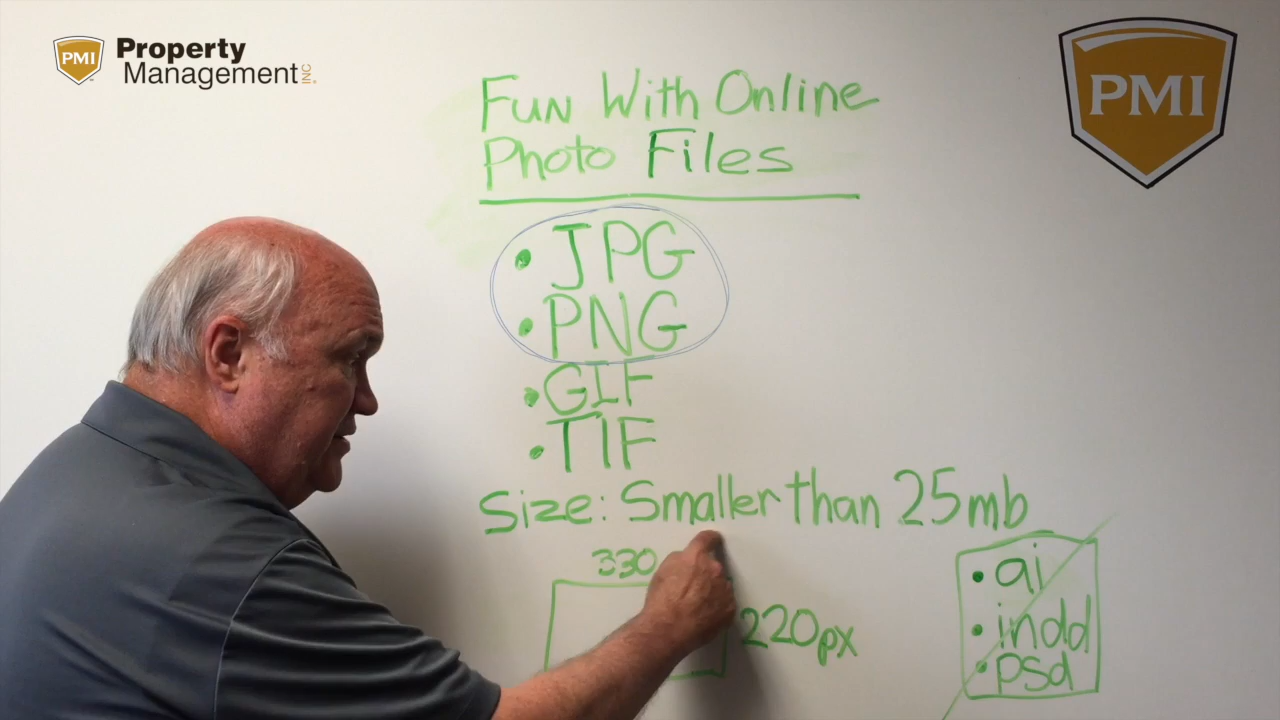 PMI
Property
Management INC.
PMI
Fun With Online
Photo Files
• JPG
• PNG
• GIF
• TIF
Size: Smaller than 25mb
330
220px
• ai
• indd
• psd